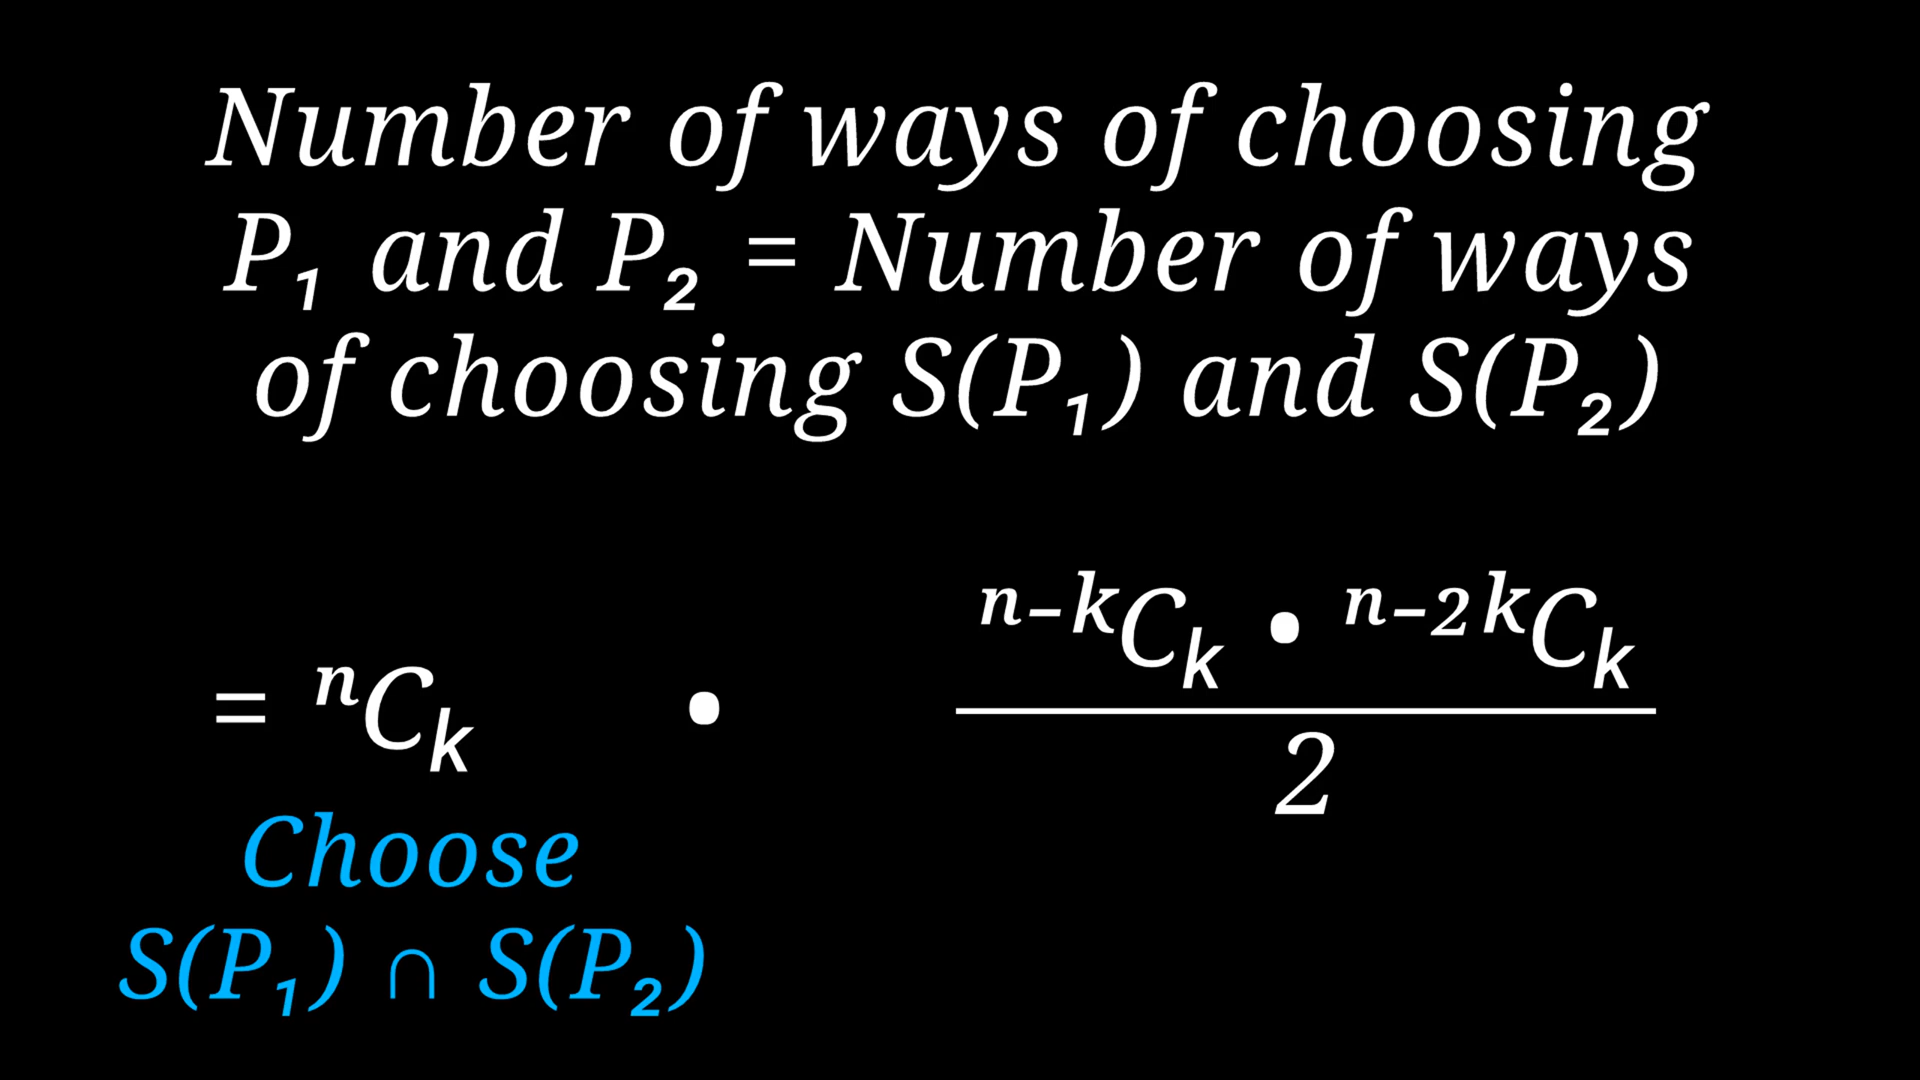 Number of ways of choosing
P₁ and P₂ = Number of ways
of choosing S(P₁) and S(P₂)
= ⁿCₖ • ⁿ⁻ᵏCₖ • ⁿ⁻²ᵏCₖ
2
Choose
S(P₁) ∩ S(P₂)